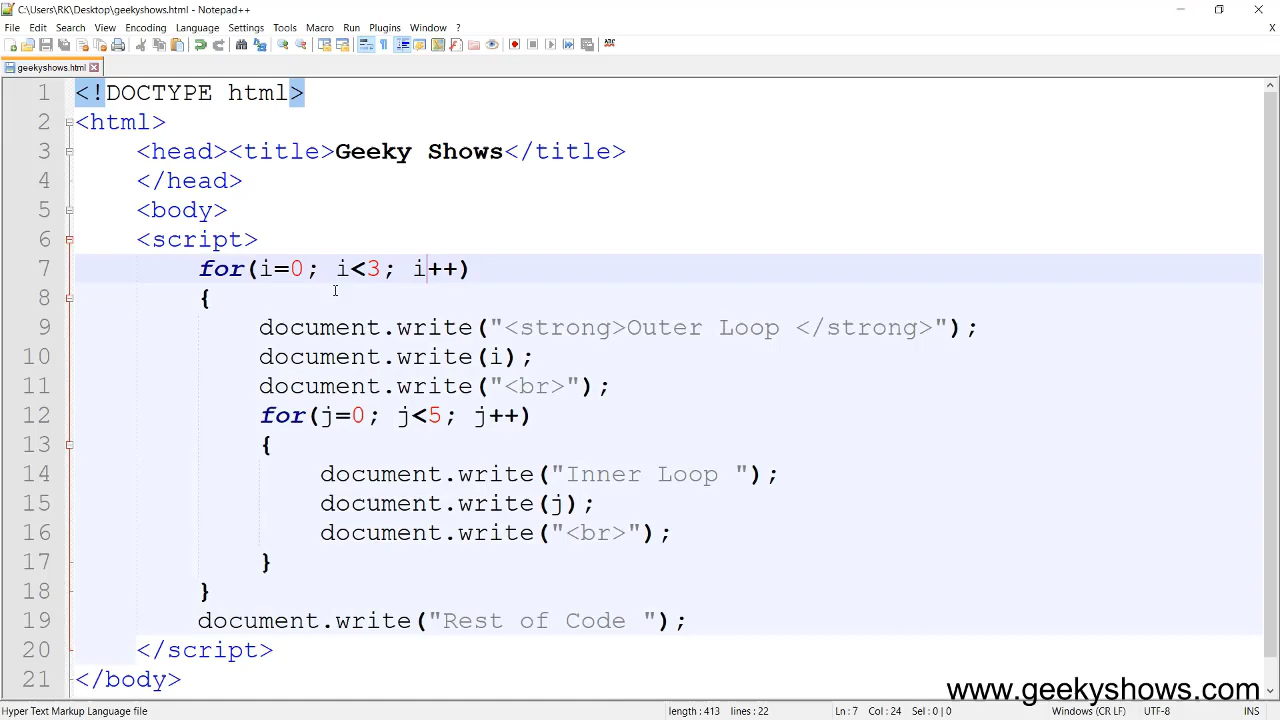 C:\Users\RK\Desktop\geekyshows.html - Notepad++
File Edit Search View Encoding Language Settings Tools Macro Run Plugins Window ? X
geekyshows.html
1 <!DOCTYPE html>
2 <html>
3 <head><title>Geeky Shows</title>
4 </head>
5 <body>
6 <script>
7 for(i=0; i<3; i++)
8 {
9 document.write("<strong>Outer Loop </strong>");
10 document.write(i);
11 document.write("<br>");
12 for(j=0; j<5; j++)
13 {
14 document.write("Inner Loop ");
15 document.write(j);
16 document.write("<br>");
17 }
18 }
19 document.write("Rest of Code ");
20 </script>
21 </body>
www.geekyshows.com
Hyper Text Markup Language file length : 413 lines : 22 Ln : 7 Col : 24 Sel : 0 | 0 Windows (CR LF) UTF-8 INS